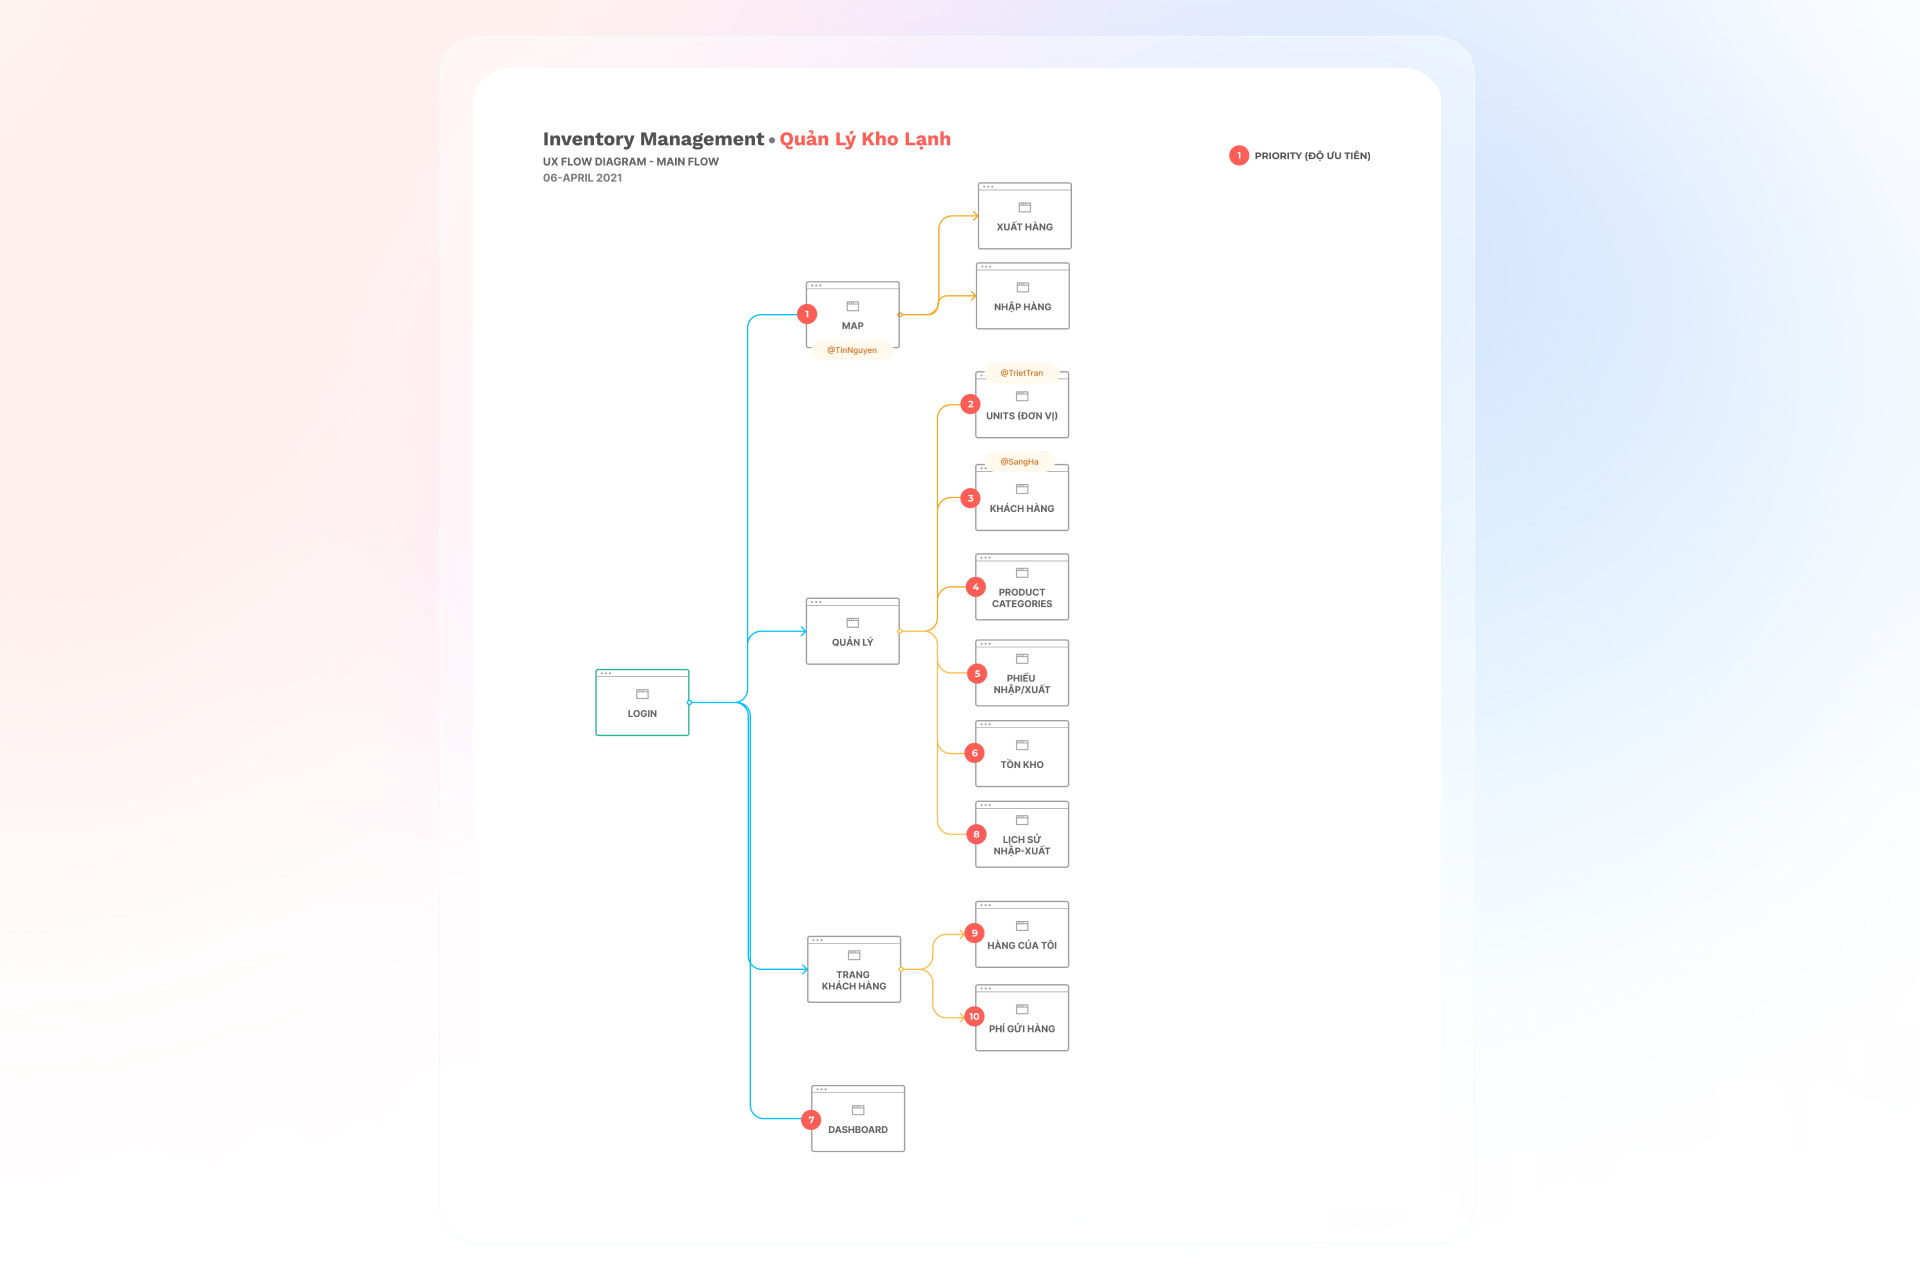 Inventory Management • Quản Lý Kho Lạnh
UX FLOW DIAGRAM - MAIN FLOW
06-APRIL 2021
1 PRIORITY (ĐỘ ƯU TIÊN)
XUẤT HÀNG
NHẬP HÀNG
1
MAP
@TinNguyen
@TrietTran
2
UNITS (ĐƠN VỊ)
@SangHa
3
KHÁCH HÀNG
4
PRODUCT
CATEGORIES
QUẢN LÝ
5
PHIẾU
NHẬP/XUẤT
LOGIN
6
TỒN KHO
8
LỊCH SỬ
NHẬP-XUẤT
9
HÀNG CỦA TÔI
TRANG
KHÁCH HÀNG
10
PHÍ GỬI HÀNG
7
DASHBOARD